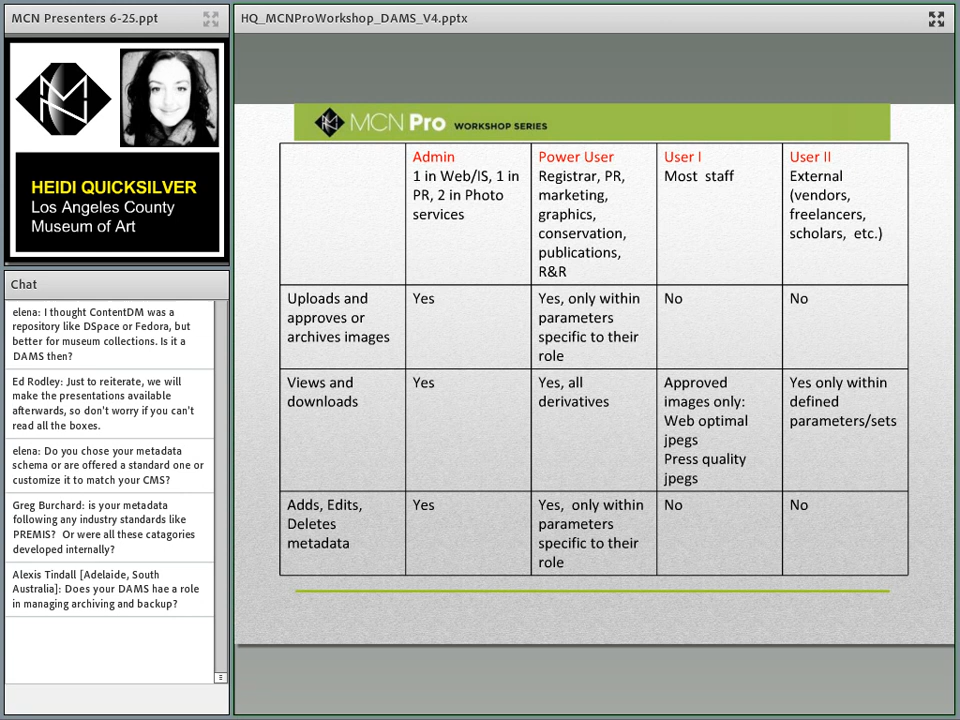 MCN Presenters 6-25.ppt
HEIDI QUICKSILVER
Los Angeles County
Museum of Art
Chat
elena: I thought ContentDM was a
repository like DSpace or Fedora, but
better for museum collections. Is it a
DAMS then?
Ed Rodley: Just to reiterate, we will
make the presentations available
afterwards, so don't worry if you can't
read all the boxes.
elena: Do you chose your metadata
schema or are offered a standard one or
customize it to match your CMS?
Greg Burchard: is your metadata
following any industry standards like
PREMIS?  Or were all these catagories
developed internally?
Alexis Tindall [Adelaide, South
Australia]: Does your DAMS hae a role
in managing archiving and backup?
HQ_MCNProWorkshop_DAMS_V4.pptx
MCN Pro WORKSHOP SERIES
Admin
1 in Web/IS, 1 in
PR, 2 in Photo
services
Power User
Registrar, PR,
marketing,
graphics,
conservation,
publications,
R&R
User I
Most  staff
User II
External
(vendors,
freelancers,
scholars,  etc.)
Uploads and
approves or
archives images
Yes
Yes, only within
parameters
specific to their
role
No
No
Views and
downloads
Yes
Yes, all
derivatives
Approved
images only:
Web optimal
jpegs
Press quality
jpegs
Yes only within
defined
parameters/sets
Adds, Edits,
Deletes
metadata
Yes
Yes,  only within
parameters
specific to their
role
No
No